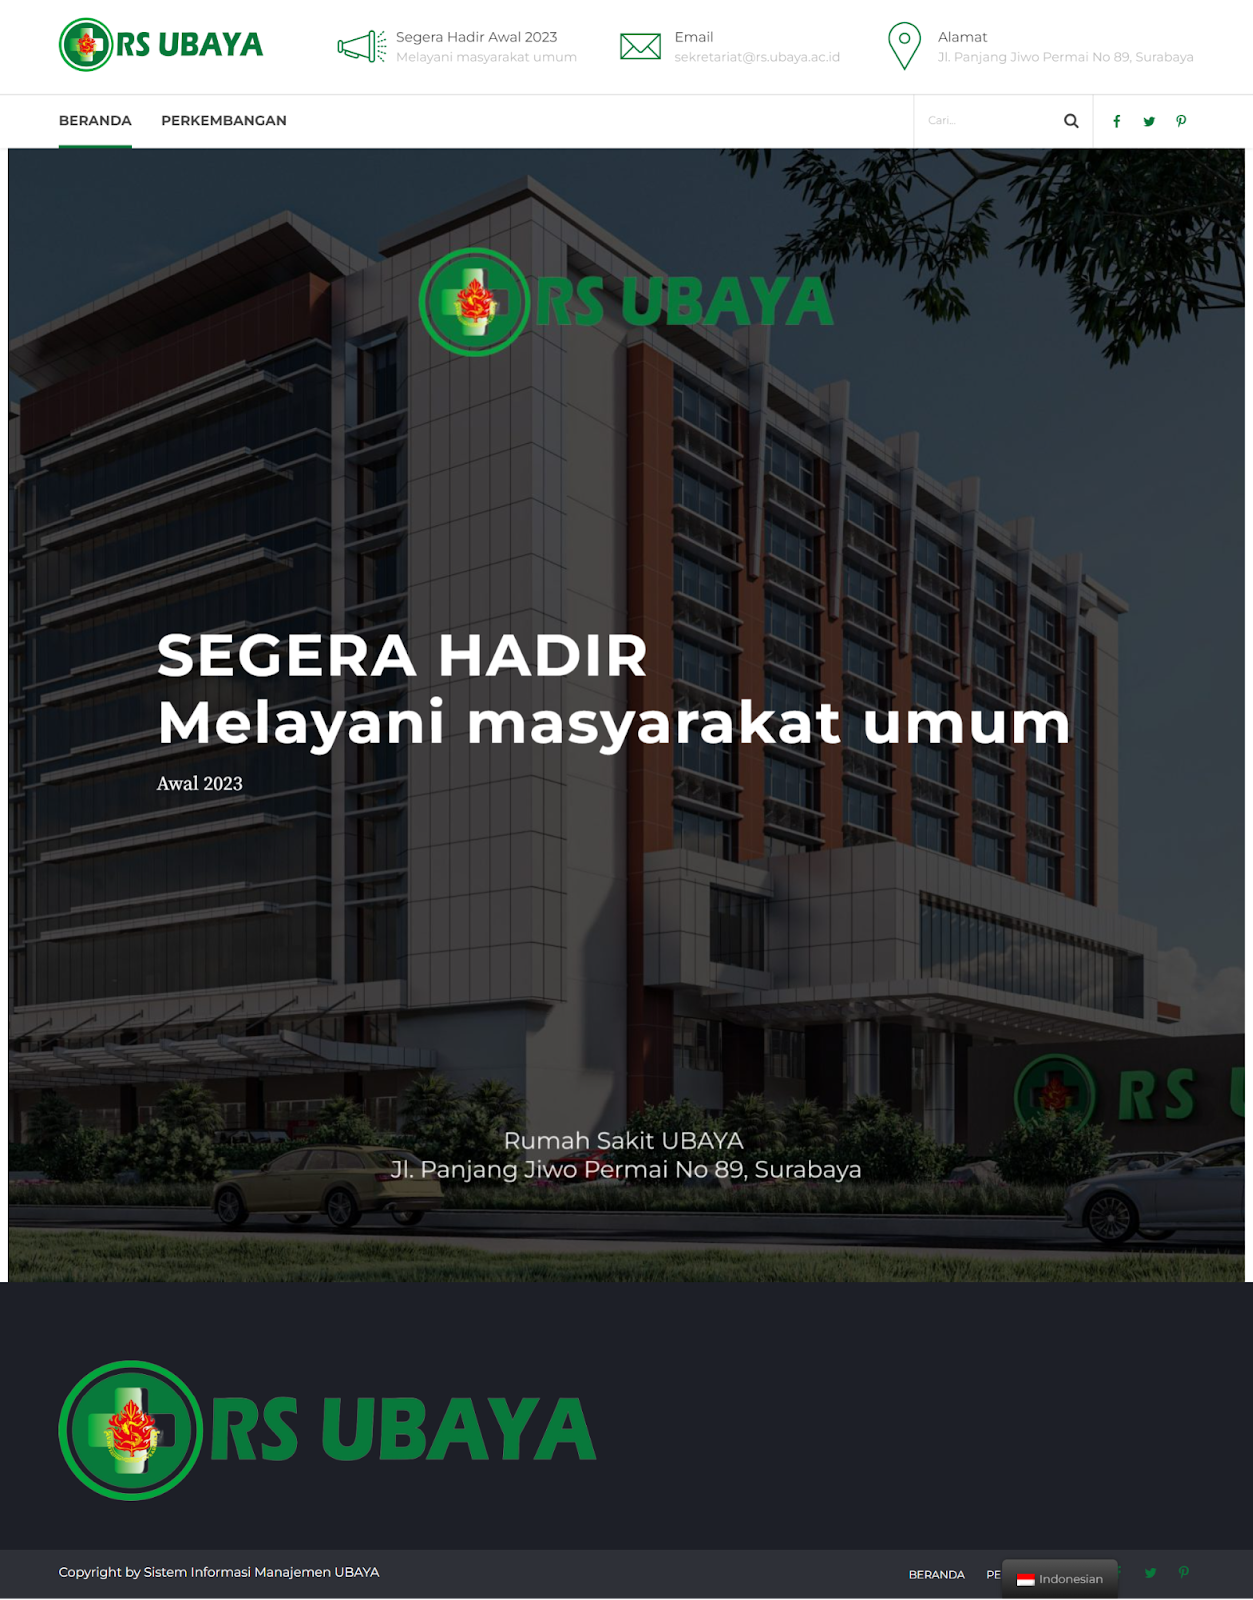 RS UBAYA
Segera Hadir Awal 2023
Melayani masyarakat umum
Email
sekretariat@rs.ubaya.ac.id
Alamat
Jl. Panjang Jiwo Permai No 89, Surabaya
BERANDA
PERKEMBANGAN
Cari...
RS UBAYA
SEGERA HADIR
Melayani masyarakat umum
Awal 2023
RS U
Rumah Sakit UBAYA
Jl. Panjang Jiwo Permai No 89, Surabaya
RS UBAYA
Copyright by Sistem Informasi Manajemen UBAYA
BERANDA
PE
Indonesian